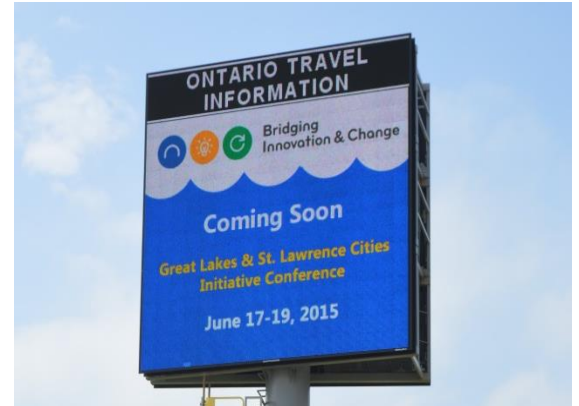 ONTARIO TRAVEL
INFORMATION
Bridging
Innovation & Change
Coming Soon
Great Lakes & St. Lawrence Cities
Initiative Conference
June 17-19, 2015